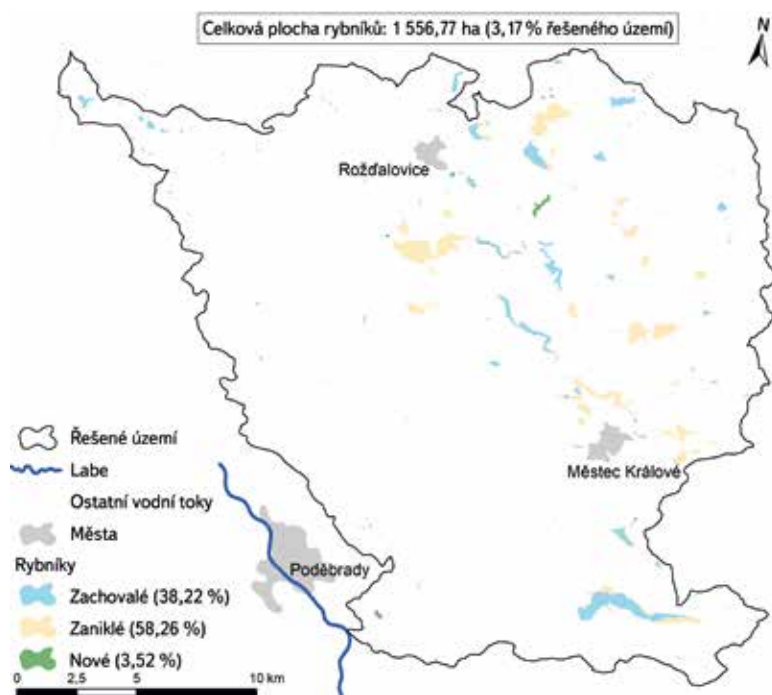 Celková plocha rybníků: 1 556,77 ha (3,17 % řešeného území)
N
Rožďalovice
Řešené území
Labe
Městec Králové
Ostatní vodní toky
Města
Rybníky
Poděbrady
Zachovalé (38,22 %)
Zaniklé (58,26 %)
Nové (3,52 %)
0 2,5 5 10 km